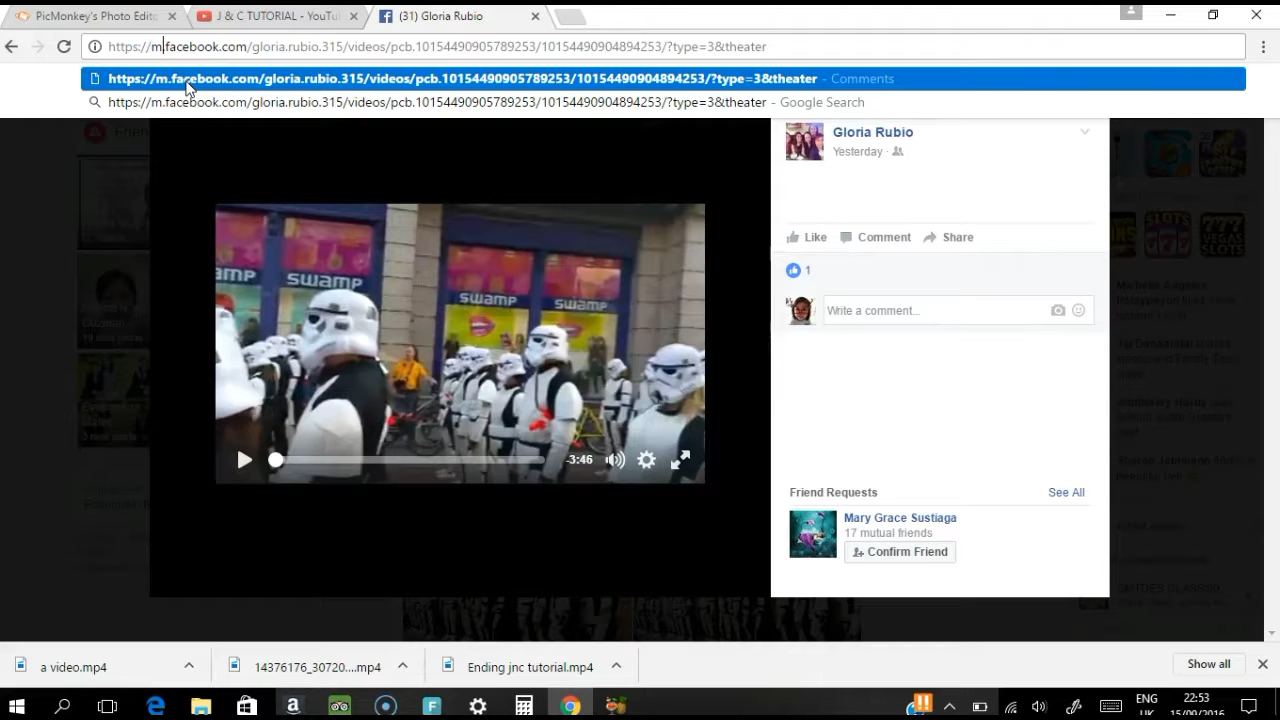 PicMonkey's Photo Edito
J & C TUTORIAL - YouTu
(31) Gloria Rubio
https://m.facebook.com/gloria.rubio.315/videos/pcb.10154490905789253/10154490904894253/?type=3&theater
https://m.facebook.com/gloria.rubio.315/videos/pcb.10154490905789253/10154490904894253/?type=3&theater - Comments
https://m.facebook.com/gloria.rubio.315/videos/pcb.10154490905789253/10154490904894253/?type=3&theater - Google Search
Gloria Rubio
Yesterday
Like Comment Share
1
Write a comment...
swamp
swamp
swamp
swamp
-3:46
SLOTS
Friend Requests See All
Mary Grace Sustiaga
17 mutual friends
Confirm Friend
a video.mp4
14376176_30720....mp4
Ending jnc tutorial.mp4
Show all
ENG
UK
22:53
15/09/2016